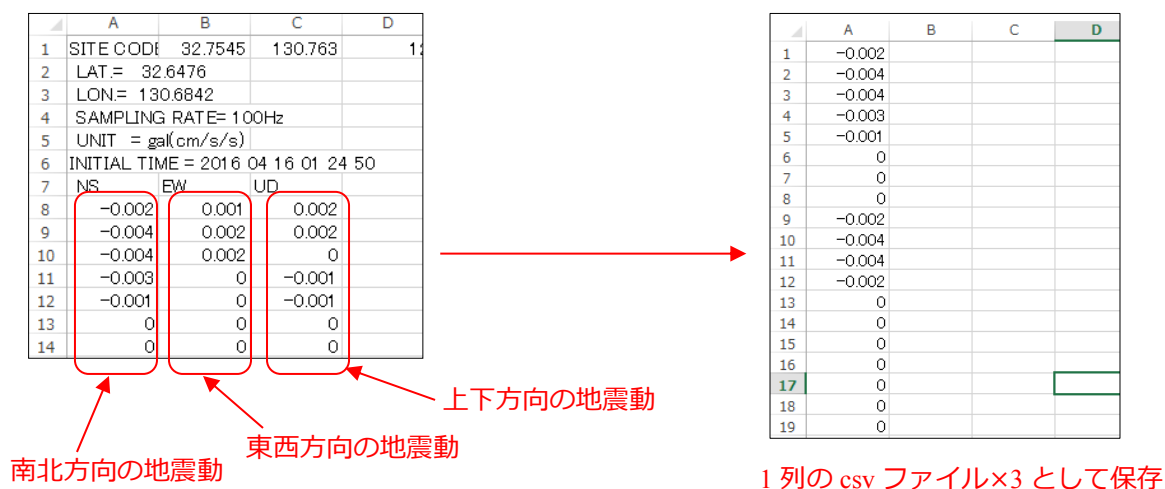 A B C D
1 SITE CODE 32.7545 130.763
2 LAT.= 32.6476
3 LON.= 130.6842
4 SAMPLING RATE= 100Hz
5 UNIT = gal(cm/s/s)
6 INITIAL TIME = 2016 04 16 01 24 50
7 NS EW UD
8 -0.002 0.001 0.002
9 -0.004 0.002 0.002
10 -0.004 0.002 0
11 -0.003 0 -0.001
12 -0.001 0 -0.001
13 0 0 0
14 0 0 0
上下方向の地震動
東西方向の地震動
南北方向の地震動
A B C D
1 -0.002
2 -0.004
3 -0.004
4 -0.003
5 -0.001
6 0
7 0
8 0
9 -0.002
10 -0.004
11 -0.004
12 -0.002
13 0
14 0
15 0
16 0
17 0
18 0
19 0
1 列の csv ファイル×3 として保存